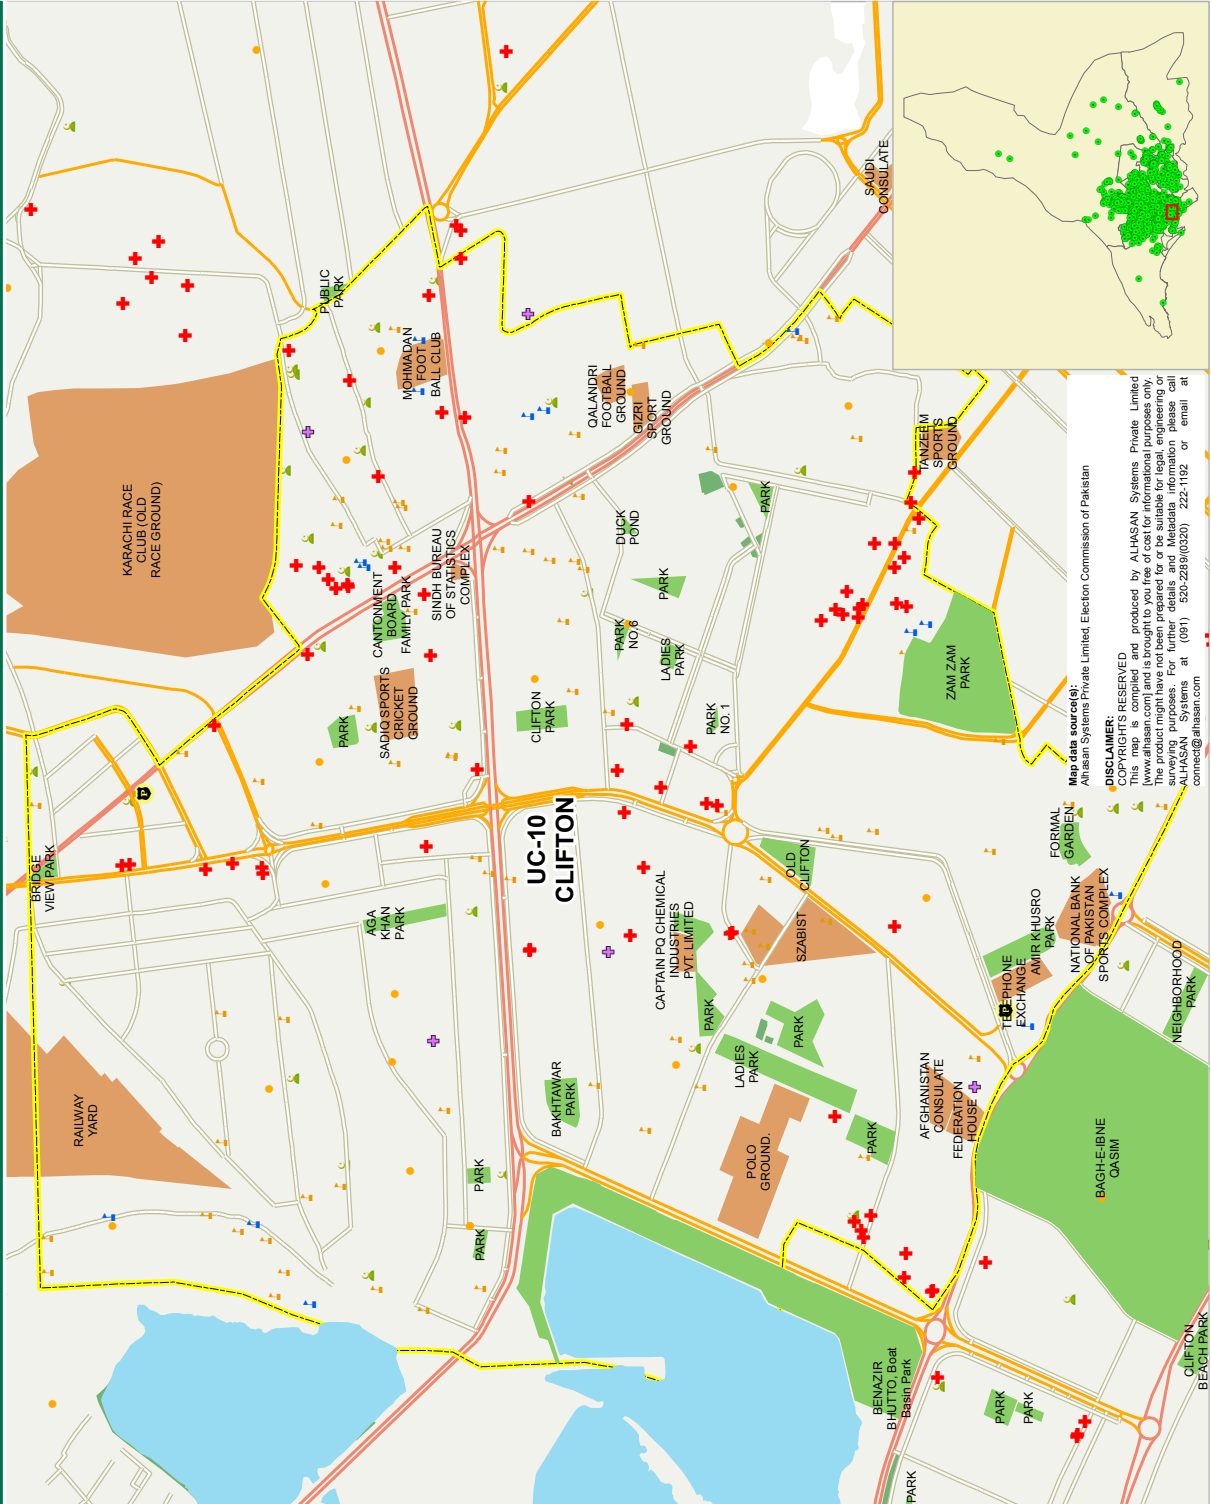 KARACHI RACE
CLUB (OLD
RACE GROUND)
PUBLIC
PARK
SAUDI
CONSULATE
MOHMADAN
FOOT
BALL CLUB
QALANDRI
FOOTBALL
GROUND
GIZRI
SPORT
GROUND
TANZEEM
SPORTS
GROUND
CANTONMENT
BOARD
FAMILY PARK
SINDH BUREAU
OF STATISTICS
COMPLEX
DUCK
POND
PARK
PARK
PARK
NO.6
LADIES
PARK
SADIQ SPORTS
CRICKET
GROUND
PARK
CLIFTON
PARK
PARK
NO. 1
ZAM ZAM
PARK
BRIDGE
VIEW PARK
P
UC-10
CLIFTON
AGA
KHAN
PARK
CAPTAIN PQ CHEMICAL
INDUSTRIES
PVT. LIMITED
OLD
CLIFTON
SZABIST
FORMAL
GARDEN
NATIONAL BANK
OF PAKISTAN
SPORTS COMPLEX
AMIR KHUSRO
PARK
TELEPHONE
EXCHANGE
P
NEIGHBORHOOD
PARK
PARK
PARK
LADIES
PARK
RAILWAY
YARD
BAKHTAWAR
PARK
POLO
GROUND.
PARK
AFGHANISTAN
CONSULATE
FEDERATION
HOUSE
BAGH-E-IBNE
QASIM
PARK
PARK
BENAZIR
BHUTTO, Boat
Basin Park
PARK
PARK
PARK
CLIFTON
BEACH PARK
Map data source(s):
Alhasan Systems Private Limited, Election Commission of Pakistan
DISCLAIMER:
COPYRIGHTS RESERVED
This map is compiled and produced by ALHASAN Systems Private Limited
[www.alhasan.com] and is brought to you free of cost for informational purposes only.
The product might have not been prepared for or be suitable for legal, engineering or
surveying purposes. For further details and Metadata information please call
ALHASAN Systems at (091) 520-2289/(0320) 222-1192 or email at
connect@alhasan.com